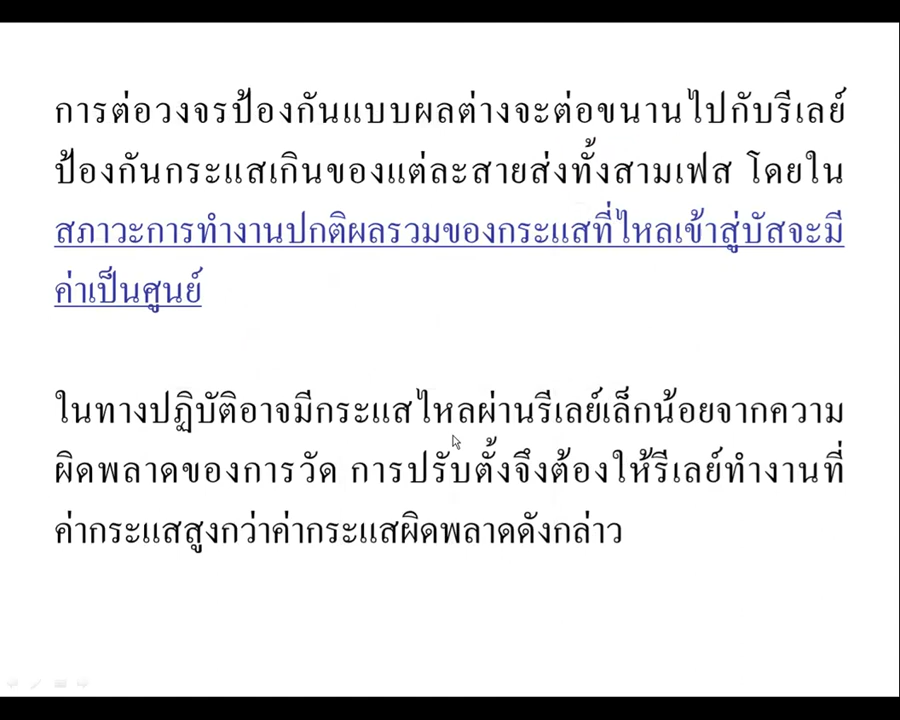 การต่อวงจรป้องกันแบบผลต่างจะต่อขนานไปกับรีเลย์
ป้องกันกระแสเกินของแต่ละสายส่งทั้งสามเฟส โดยใน
สภาวะการทำงานปกติผลรวมของกระแสที่ไหลเข้าสู่บัสจะมี
ค่าเป็นศูนย์
ในทางปฏิบัติอาจมีกระแสไหลผ่านรีเลย์เล็กน้อยจากความ
ผิดพลาดของการวัด การปรับตั้งจึงต้องให้รีเลย์ทำงานที่
ค่ากระแสสูงกว่าค่ากระแสผิดพลาดดังกล่าว